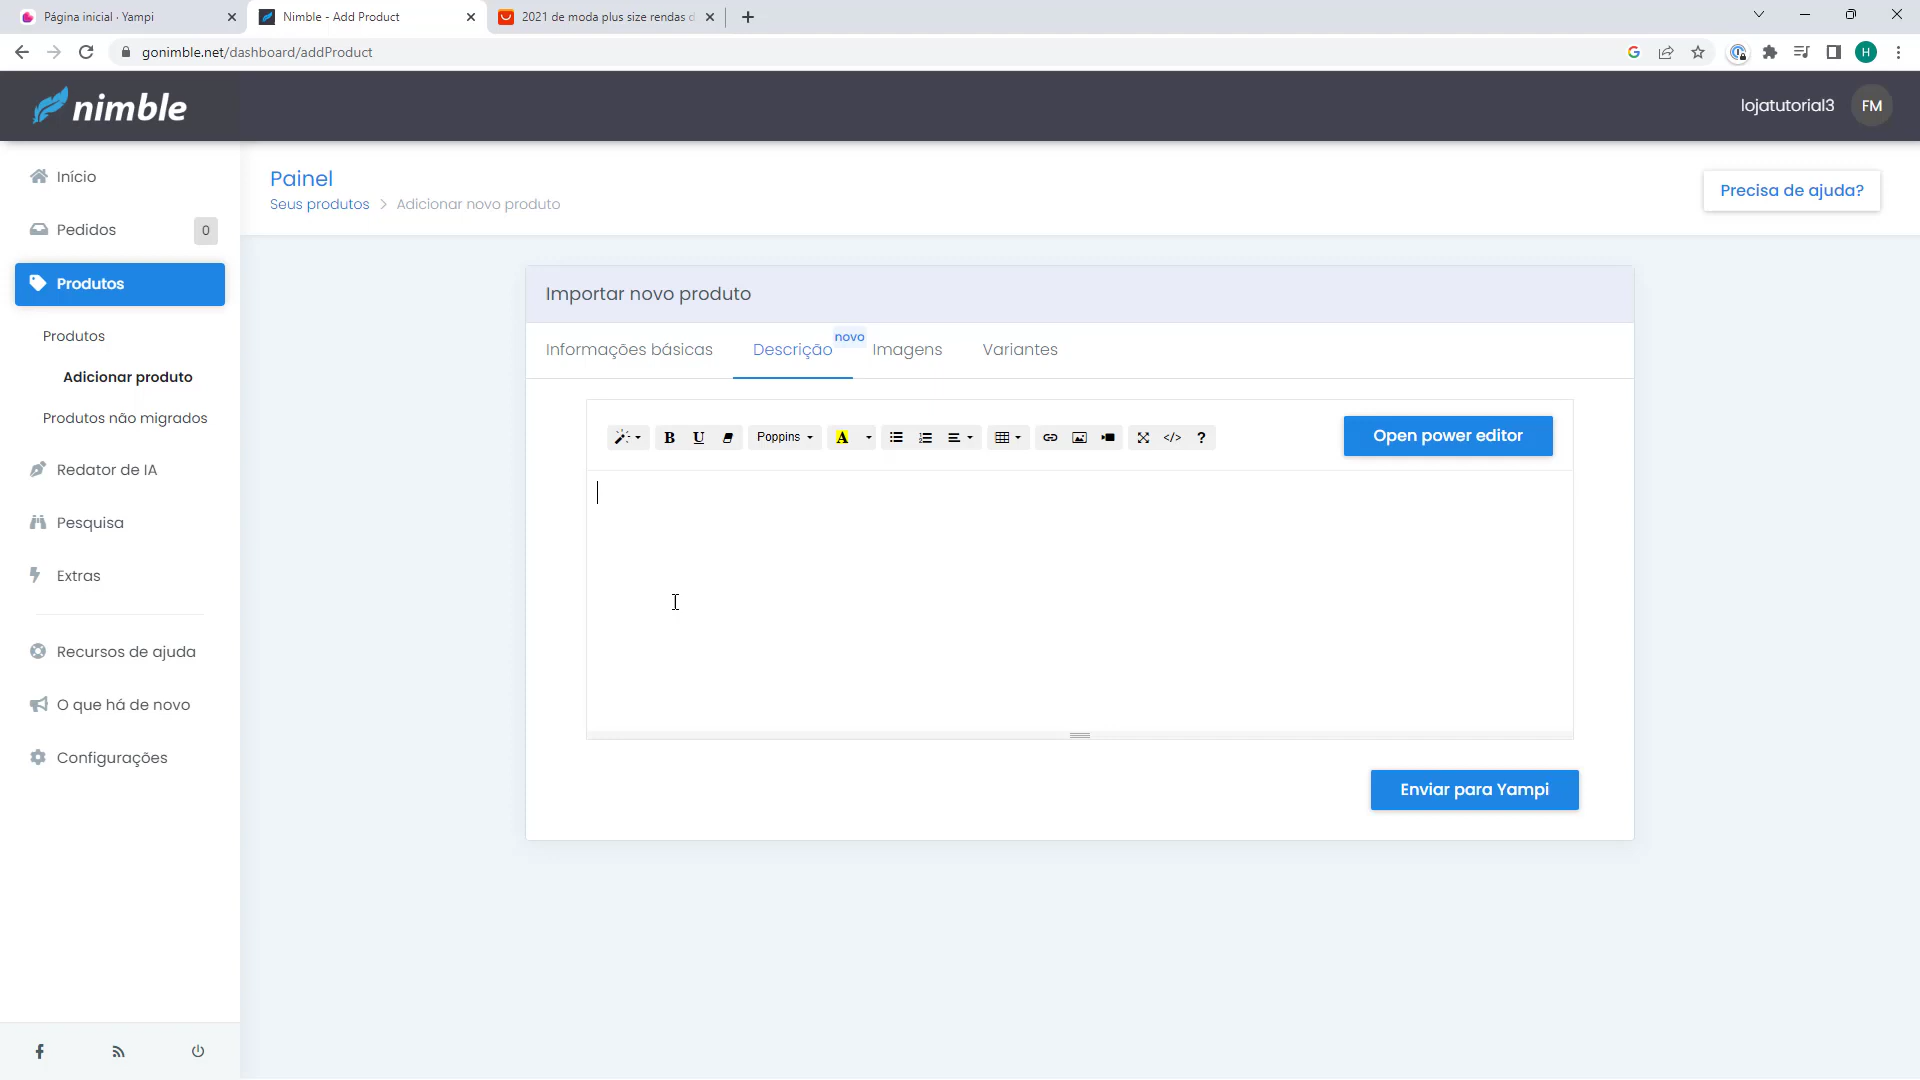 Página inicial · Yampi
Nimble - Add Product
2021 de moda plus size rendas d
gonimble.net/dashboard/addProduct
H
nimble
lojatutorial3
FM
Início
Pedidos
0
Produtos
Produtos
Adicionar produto
Produtos não migrados
Redator de IA
Pesquisa
Extras
Recursos de ajuda
O que há de novo
Configurações
Painel
Seus produtos > Adicionar novo produto
Precisa de ajuda?
Importar novo produto
Informações básicas
Descrição
novo
Imagens
Variantes
B
U
Poppins
A
</>
?
Open power editor
Enviar para Yampi